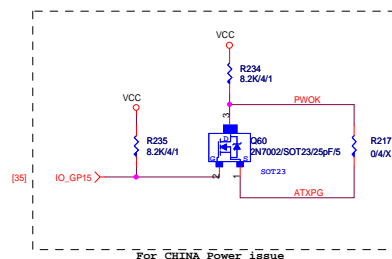 VCC
R234
8.2K/4/1
VCC
PWOK
3
R235
8.2K/4/1
D
G
S
Q60
2N7002/SOT23/25pF/5
R217
0/4/X
SOT23
[35]
IO_GP15
2
1
ATXPG
For CHINA Power issue